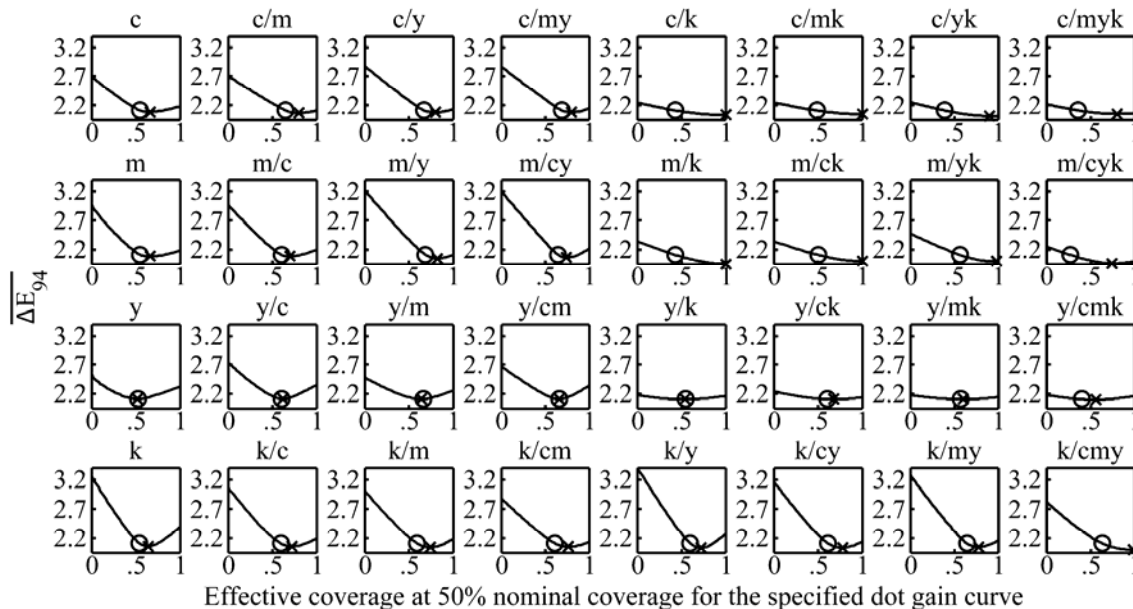 c c/m c/y c/my c/k c/mk c/yk c/myk
3.2 3.2 3.2 3.2 3.2 3.2 3.2 3.2
2.7 2.7 2.7 2.7 2.7 2.7 2.7 2.7
2.2 2.2 2.2 2.2 2.2 2.2 2.2 2.2
0 .5 1 0 .5 1 0 .5 1 0 .5 1 0 .5 1 0 .5 1 0 .5 1 0 .5 1
m m/c m/y m/cy m/k m/ck m/yk m/cyk
3.2 3.2 3.2 3.2 3.2 3.2 3.2 3.2
2.7 2.7 2.7 2.7 2.7 2.7 2.7 2.7
2.2 2.2 2.2 2.2 2.2 2.2 2.2 2.2
0 .5 1 0 .5 1 0 .5 1 0 .5 1 0 .5 1 0 .5 1 0 .5 1 0 .5 1
ΔE94
y y/c y/m y/cm y/k y/ck y/mk y/cmk
3.2 3.2 3.2 3.2 3.2 3.2 3.2 3.2
2.7 2.7 2.7 2.7 2.7 2.7 2.7 2.7
2.2 2.2 2.2 2.2 2.2 2.2 2.2 2.2
0 .5 1 0 .5 1 0 .5 1 0 .5 1 0 .5 1 0 .5 1 0 .5 1 0 .5 1
k k/c k/m k/cm k/y k/cy k/my k/cmy
3.2 3.2 3.2 3.2 3.2 3.2 3.2 3.2
2.7 2.7 2.7 2.7 2.7 2.7 2.7 2.7
2.2 2.2 2.2 2.2 2.2 2.2 2.2 2.2
0 .5 1 0 .5 1 0 .5 1 0 .5 1 0 .5 1 0 .5 1 0 .5 1 0 .5 1
Effective coverage at 50% nominal coverage for the specified dot gain curve